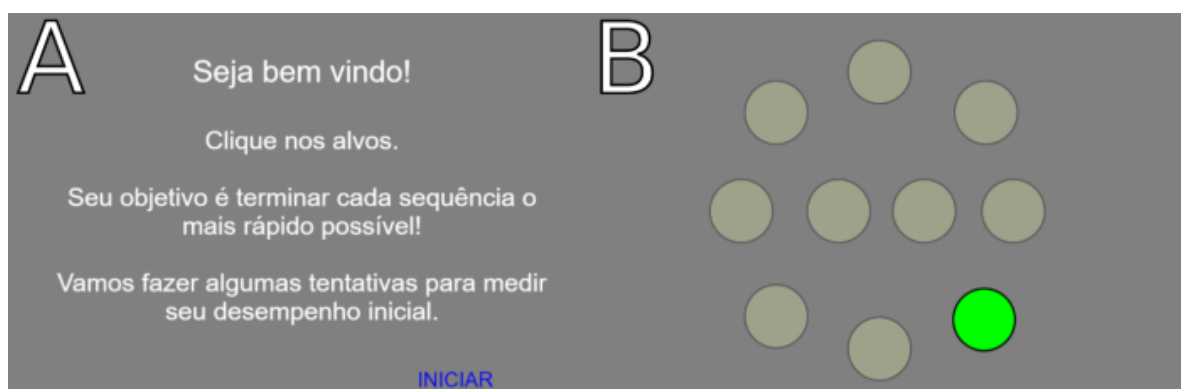 A
Seja bem vindo!
Clique nos alvos.
Seu objetivo é terminar cada sequência o
mais rápido possível!
Vamos fazer algumas tentativas para medir
seu desempenho inicial.
INICIAR
B